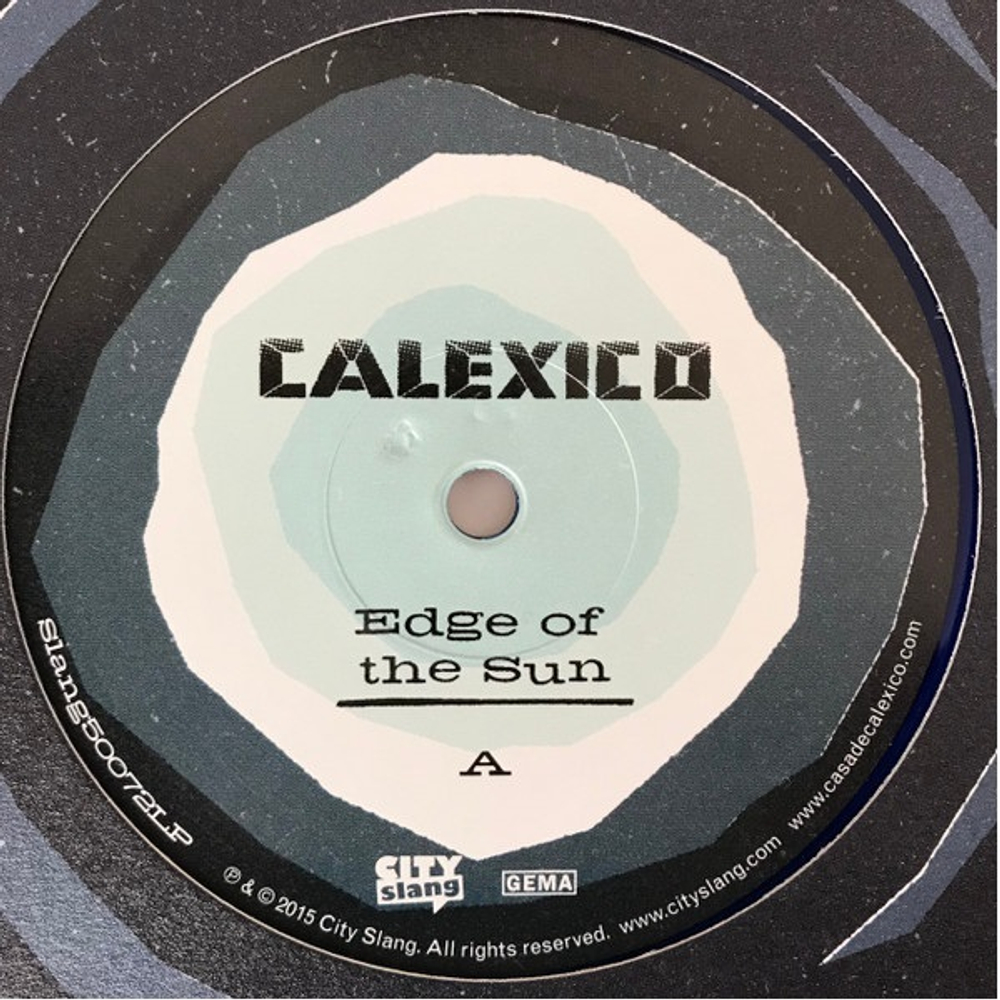 CALEXICO
Edge of
the Sun
A
Slang50072LP
CITY
slang
GEMA
℗ & © 2015 City Slang. All rights reserved. www.cityslang.com www.casadecalexico.com